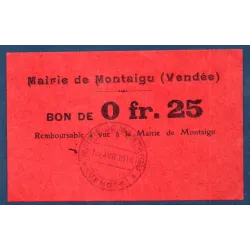 Mairie de Montaigu (Vendée)
BON DE 0 fr. 25
Remboursable à vue à la Mairie de Montaigu